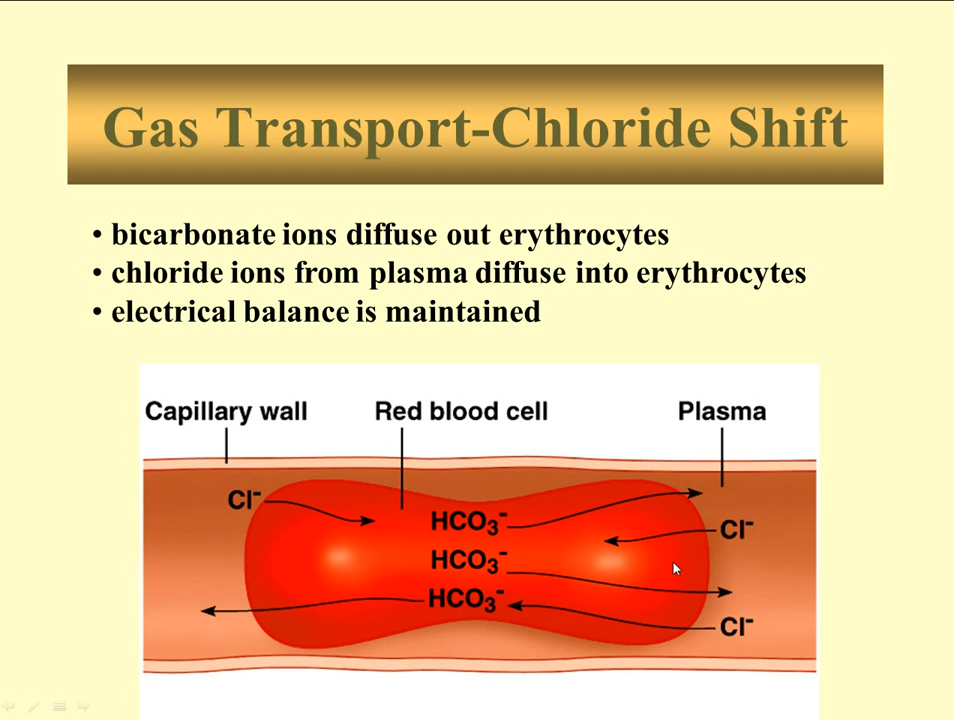 Gas Transport-Chloride Shift
• bicarbonate ions diffuse out erythrocytes
• chloride ions from plasma diffuse into erythrocytes
• electrical balance is maintained
Capillary wall Red blood cell Plasma
Cl⁻
HCO₃⁻
Cl⁻
HCO₃⁻
HCO₃⁻
Cl⁻